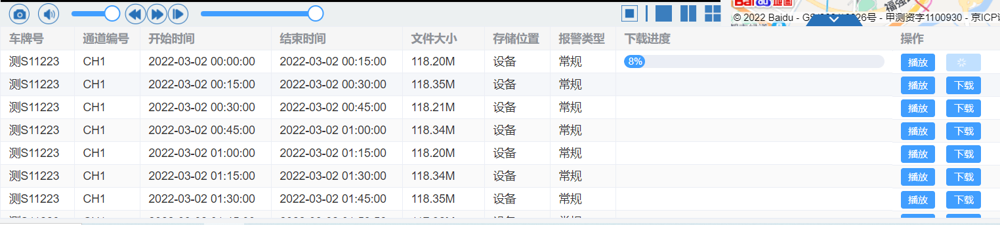 Baidu 地图
福强路
© 2022 Baidu - GS(2021)6026号 - 甲测资字1100930 - 京ICP证
车牌号 通道编号 开始时间 结束时间 文件大小 存储位置 报警类型 下载进度 操作
测S11223 CH1 2022-03-02 00:00:00 2022-03-02 00:15:00 118.20M 设备 常规 8% 播放
测S11223 CH1 2022-03-02 00:15:00 2022-03-02 00:30:00 118.35M 设备 常规 播放 下载
测S11223 CH1 2022-03-02 00:30:00 2022-03-02 00:45:00 118.21M 设备 常规 播放 下载
测S11223 CH1 2022-03-02 00:45:00 2022-03-02 01:00:00 118.34M 设备 常规 播放 下载
测S11223 CH1 2022-03-02 01:00:00 2022-03-02 01:15:00 118.20M 设备 常规 播放 下载
测S11223 CH1 2022-03-02 01:15:00 2022-03-02 01:30:00 118.34M 设备 常规 播放 下载
测S11223 CH1 2022-03-02 01:30:00 2022-03-02 01:45:00 118.35M 设备 常规 播放 下载